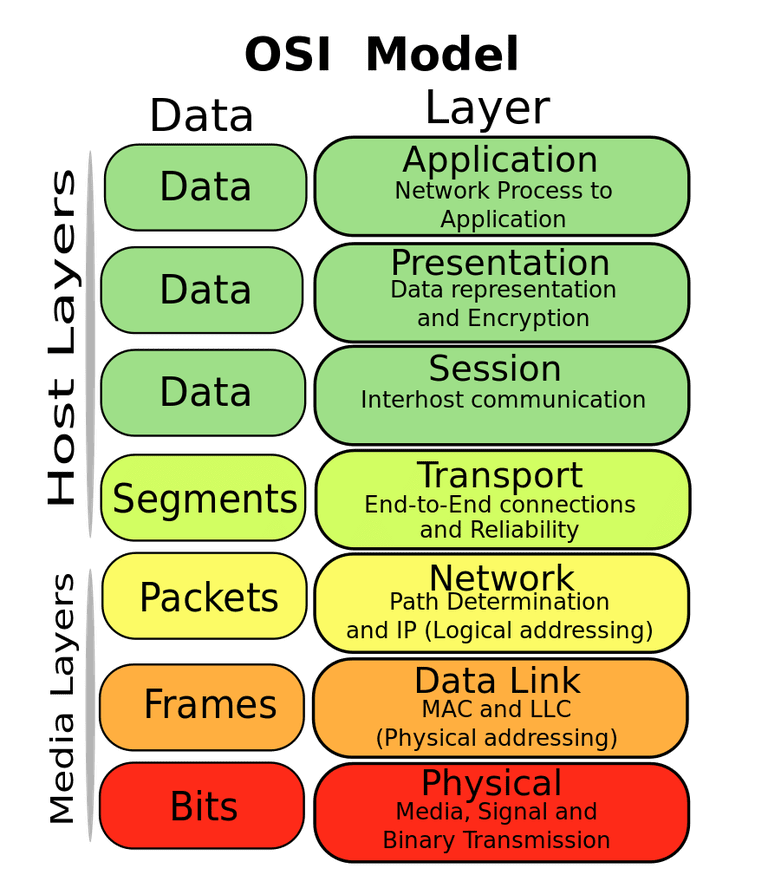 OSI Model
Data
Layer
Host Layers
Data
Application
Network Process to
Application
Data
Presentation
Data representation
and Encryption
Data
Session
Interhost communication
Segments
Transport
End-to-End connections
and Reliability
Media Layers
Packets
Network
Path Determination
and IP (Logical addressing)
Frames
Data Link
MAC and LLC
(Physical addressing)
Bits
Physical
Media, Signal and
Binary Transmission